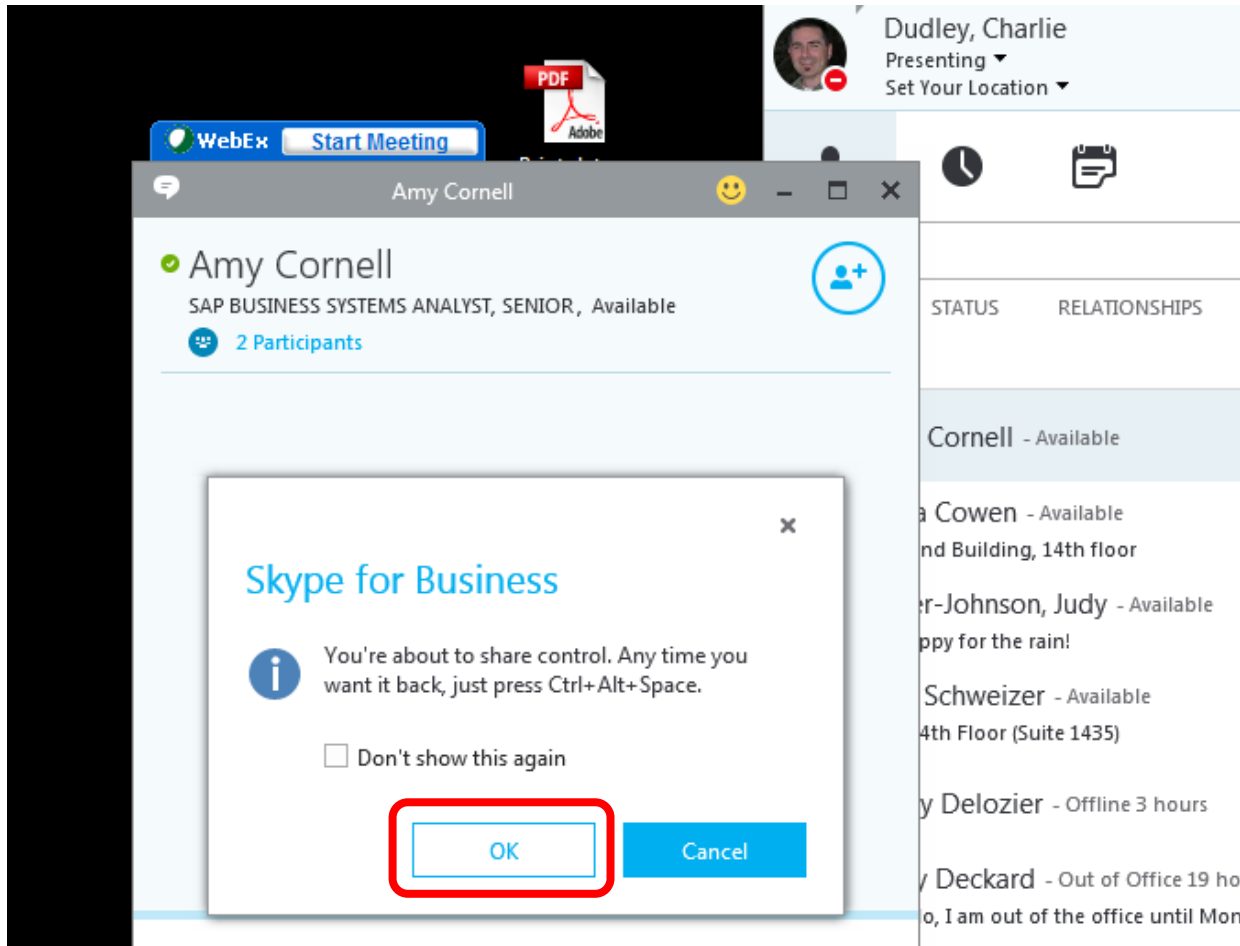 Dudley, Charlie
Presenting
Set Your Location
PDF
Adobe
WebEx Start Meeting
Amy Cornell
Amy Cornell
SAP BUSINESS SYSTEMS ANALYST, SENIOR, Available
2 Participants
STATUS RELATIONSHIPS
Cornell - Available
Cowen - Available
nd Building, 14th floor
er-Johnson, Judy - Available
ppy for the rain!
Schweizer - Available
4th Floor (Suite 1435)
y Delozier - Offline 3 hours
y Deckard - Out of Office 19 ho
o, I am out of the office until Mon
Skype for Business
You're about to share control. Any time you
want it back, just press Ctrl+Alt+Space.
Don't show this again
OK Cancel